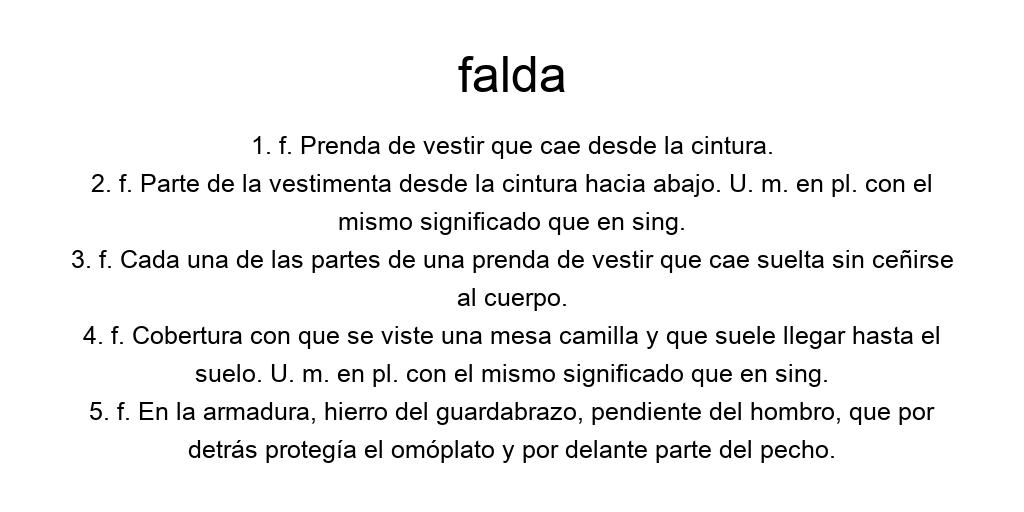 falda
1. f. Prenda de vestir que cae desde la cintura.
2. f. Parte de la vestimenta desde la cintura hacia abajo. U. m. en pl. con el
mismo significado que en sing.
3. f. Cada una de las partes de una prenda de vestir que cae suelta sin ceñirse
al cuerpo.
4. f. Cobertura con que se viste una mesa camilla y que suele llegar hasta el
suelo. U. m. en pl. con el mismo significado que en sing.
5. f. En la armadura, hierro del guardabrazo, pendiente del hombro, que por
detrás protegía el omóplato y por delante parte del pecho.